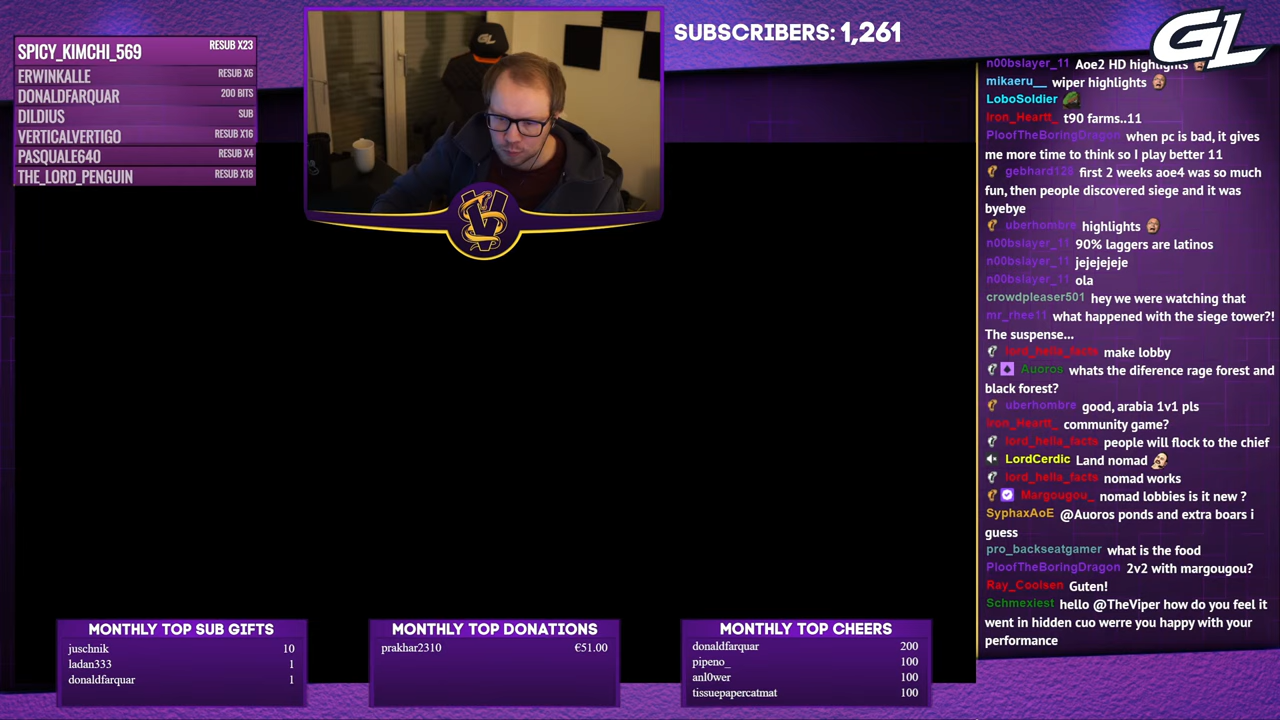 SPICY_KIMCHI_569 RESUB X23
ERWINKALLE RESUB X6
DONALDFARQUAR 200 BITS
DILDIUS SUB
VERTICALVERTIGO RESUB X16
PASQUALE640 RESUB X4
THE_LORD_PENGUIN RESUB X18
GL
SUBSCRIBERS: 1,261
GL
n00bslayer_11 Aoe2 HD highlights
mikaeru__ wiper highlights
LoboSoldier
Iron_Heartt_ t90 farms..11
PloofTheBoringDragon when pc is bad, it gives
me more time to think so I play better 11
gebhard128 first 2 weeks aoe4 was so much
fun, then people discovered siege and it was
byebye
uberhombre highlights
n00bslayer_11 90% laggers are latinos
n00bslayer_11 jejejejeje
n00bslayer_11 ola
crowdpleaser501 hey we were watching that
mr_rhee11 what happened with the siege tower?!
The suspense...
lord_hella_facts make lobby
Auoros whats the diference rage forest and
black forest?
uberhombre good, arabia 1v1 pls
Iron_Heartt_ community game?
lord_hella_facts people will flock to the chief
LordCerdic Land nomad
lord_hella_facts nomad works
Margougou_ nomad lobbies is it new ?
SyphaxAoE @Auoros ponds and extra boars i
guess
pro_backseatgamer what is the food
PloofTheBoringDragon 2v2 with margougou?
Ray_Coolsen Guten!
Schmexiest hello @TheViper how do you feel it
went in hidden cuo werre you happy with your
performance
MONTHLY TOP SUB GIFTS
juschnik 10
ladan333 1
donaldfarquar 1
MONTHLY TOP DONATIONS
prakhar2310 €51.00
MONTHLY TOP CHEERS
donaldfarquar 200
pipeno_ 100
anl0wer 100
tissuepapercatmat 100